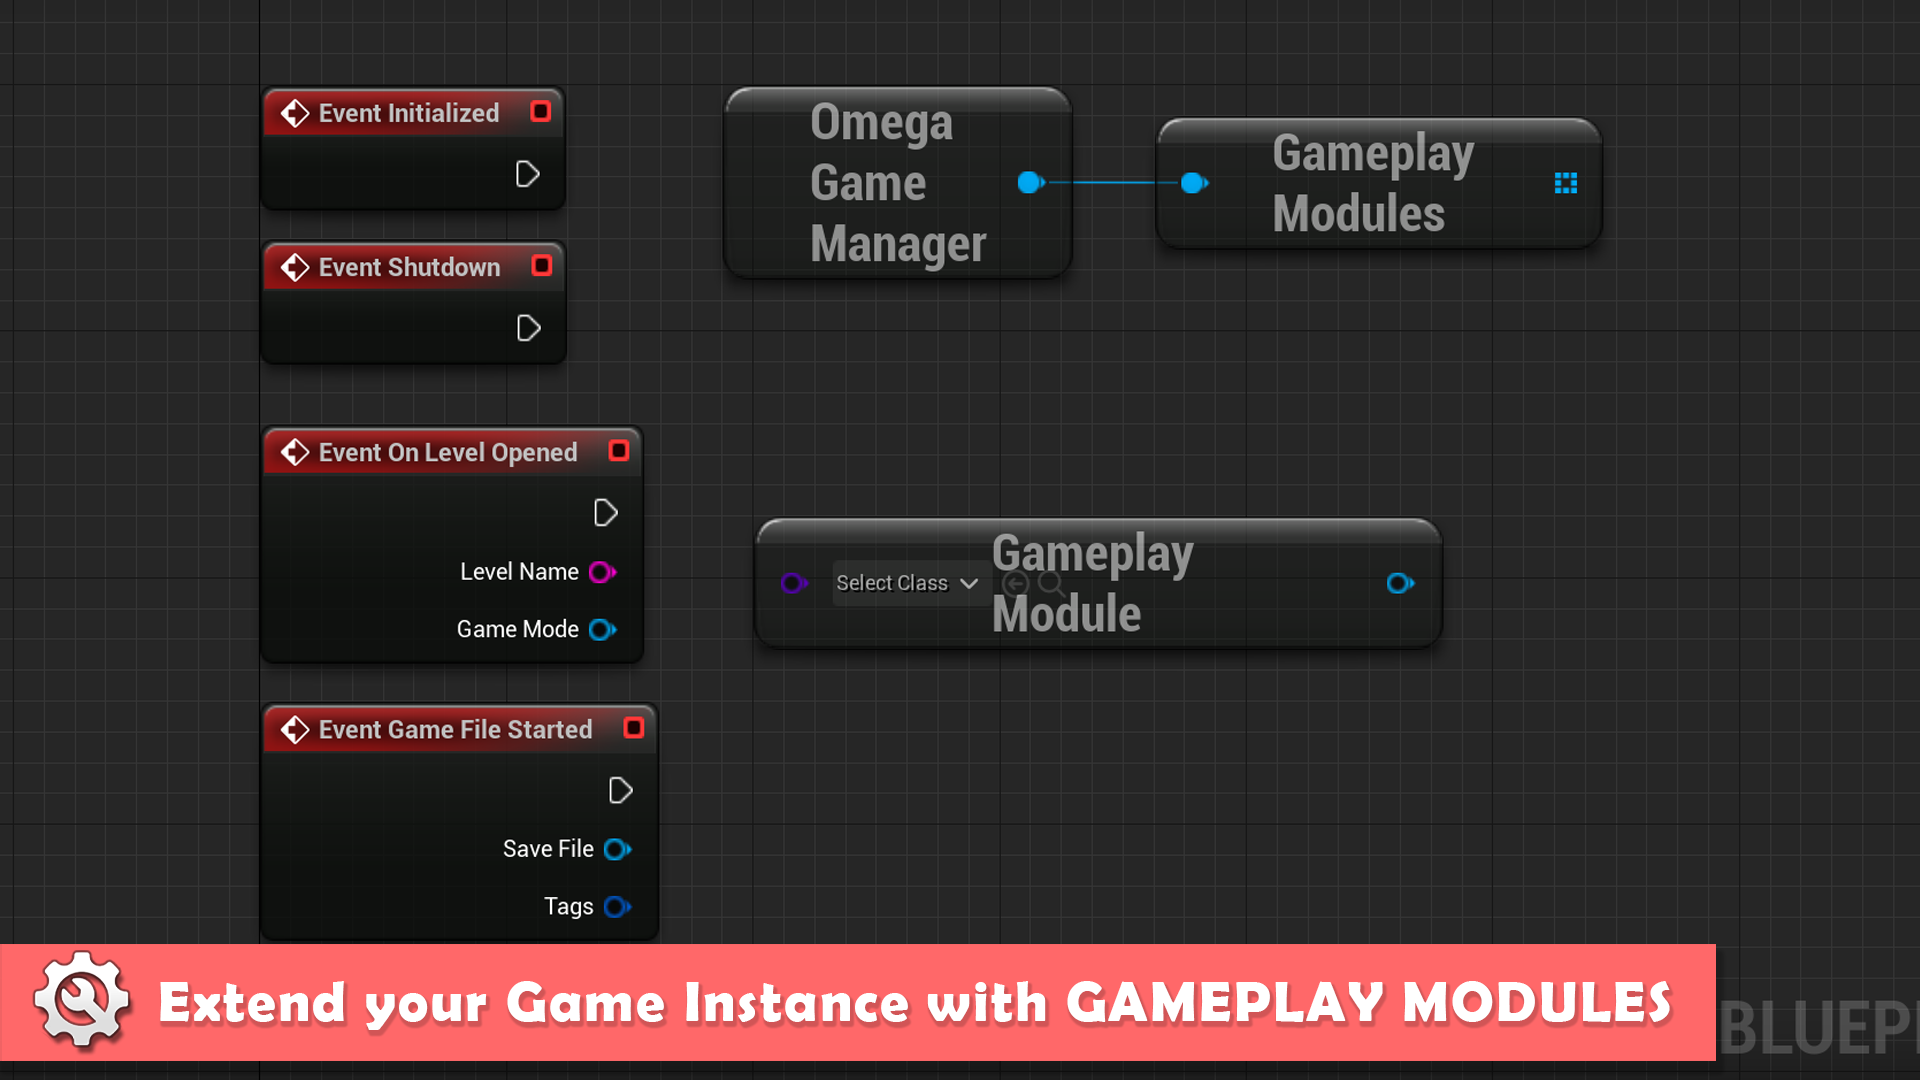 Event Initialized
Event Shutdown
Event On Level Opened
Level Name
Game Mode
Event Game File Started
Save File
Tags
Omega
Game
Manager
Gameplay
Modules
Select Class
Gameplay
Module
Extend your Game Instance with GAMEPLAY MODULES
BLUEP